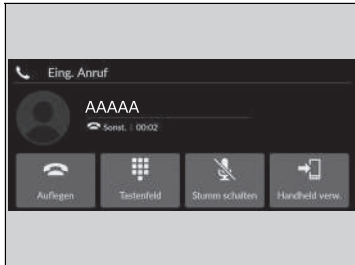 Eing. Anruf
AAAAA
Sonst. | 00:02
Auflegen Tastenfeld Stumm schalten Handheld verw.